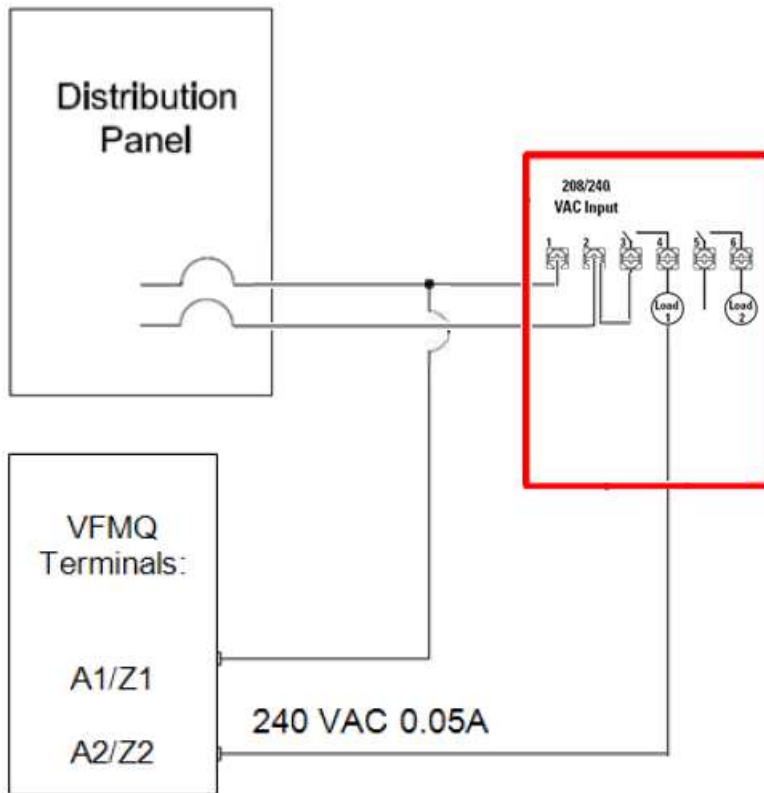 Distribution
Panel
208/240
VAC Input
1 2 3 4 5 6
Load
1
Load
2
VFMQ
Terminals:
A1/Z1
240 VAC 0.05A
A2/Z2